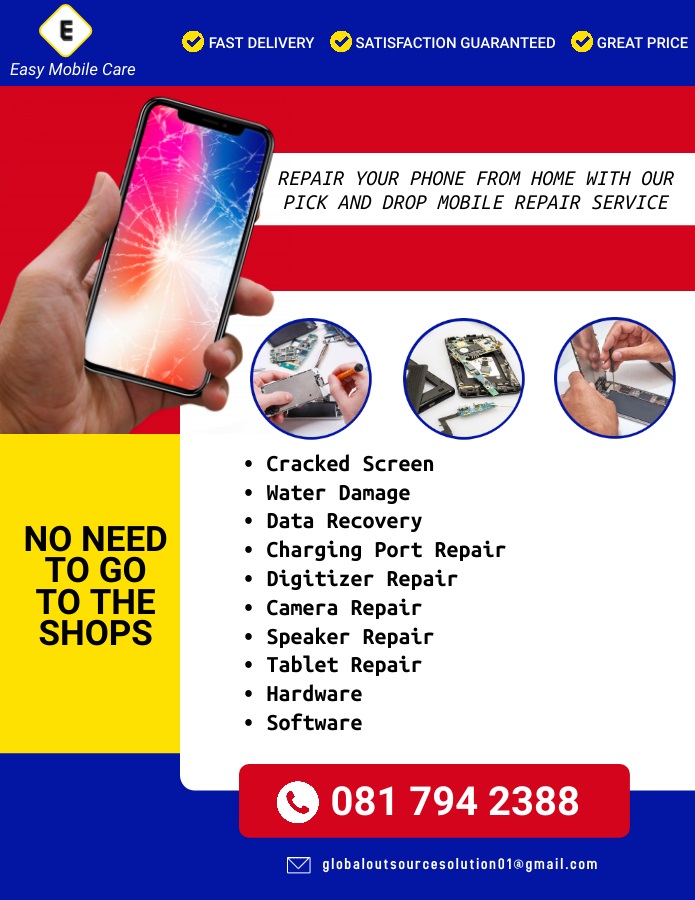 E
Easy Mobile Care
FAST DELIVERY
SATISFACTION GUARANTEED
GREAT PRICE
REPAIR YOUR PHONE FROM HOME WITH OUR
PICK AND DROP MOBILE REPAIR SERVICE
• Cracked Screen
• Water Damage
• Data Recovery
• Charging Port Repair
• Digitizer Repair
• Camera Repair
• Speaker Repair
• Tablet Repair
• Hardware
• Software
NO NEED
TO GO
TO THE
SHOPS
081 794 2388
globaloutsourcesolution01@gmail.com